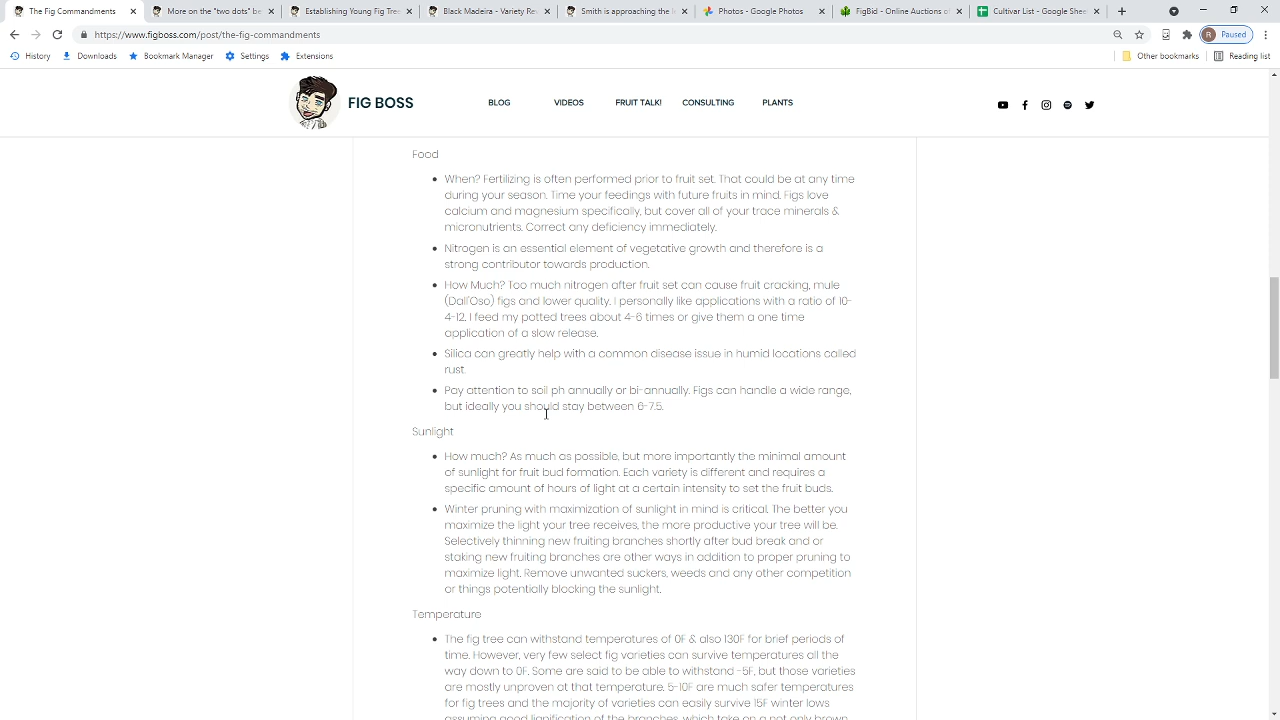 The Fig Commandments
More on the "two dots" be
Establishing Young Fig Tree
Black Madeira - Variety Re
Smith is approaching the le
Photos - Google Photos
FigBid - Online Auctions of
Cultivar List - Google Shee
https://www.figboss.com/post/the-fig-commandments
R Paused
History
Downloads
Bookmark Manager
Settings
Extensions
Other bookmarks
Reading list
FIG BOSS
BLOG
VIDEOS
FRUIT TALK!
CONSULTING
PLANTS
Food
When? Fertilizing is often performed prior to fruit set. That could be at any time
during your season. Time your feedings with future fruits in mind. Figs love
calcium and magnesium specifically, but cover all of your trace minerals &
micronutrients. Correct any deficiency immediately.
Nitrogen is an essential element of vegetative growth and therefore is a
strong contributor towards production.
How Much? Too much nitrogen after fruit set can cause fruit cracking, mule
(Dall'Oso) figs and lower quality. I personally like applications with a ratio of 10-
4-12. I feed my potted trees about 4-6 times or give them a one time
application of a slow release.
Silica can greatly help with a common disease issue in humid locations called
rust.
Pay attention to soil ph annually or bi-annually. Figs can handle a wide range,
but ideally you should stay between 6-7.5.
Sunlight
How much? As much as possible, but more importantly the minimal amount
of sunlight for fruit bud formation. Each variety is different and requires a
specific amount of hours of light at a certain intensity to set the fruit buds.
Winter pruning with maximization of sunlight in mind is critical. The better you
maximize the light your tree receives, the more productive your tree will be.
Selectively thinning new fruiting branches shortly after bud break and or
staking new fruiting branches are other ways in addition to proper pruning to
maximize light. Remove unwanted suckers, weeds and any other competition
or things potentially blocking the sunlight.
Temperature
The fig tree can withstand temperatures of 0F & also 130F for brief periods of
time. However, very few select fig varieties can survive temperatures all the
way down to 0F. Some are said to be able to withstand -5F, but those varieties
are mostly unproven at that temperature. 5-10F are much safer temperatures
for fig trees and the majority of varieties can easily survive 15F winter lows
assuming good lignification of the branches, which take on a not only brown